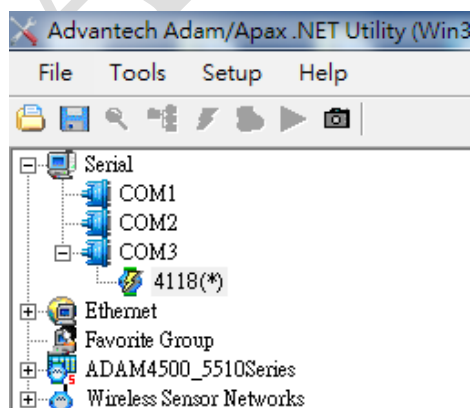 Advantech Adam/Apax .NET Utility (Win3
File Tools Setup Help
Serial
COM1
COM2
COM3
4118(*)
Ethernet
Favorite Group
ADAM4500_5510Series
Wireless Sensor Networks